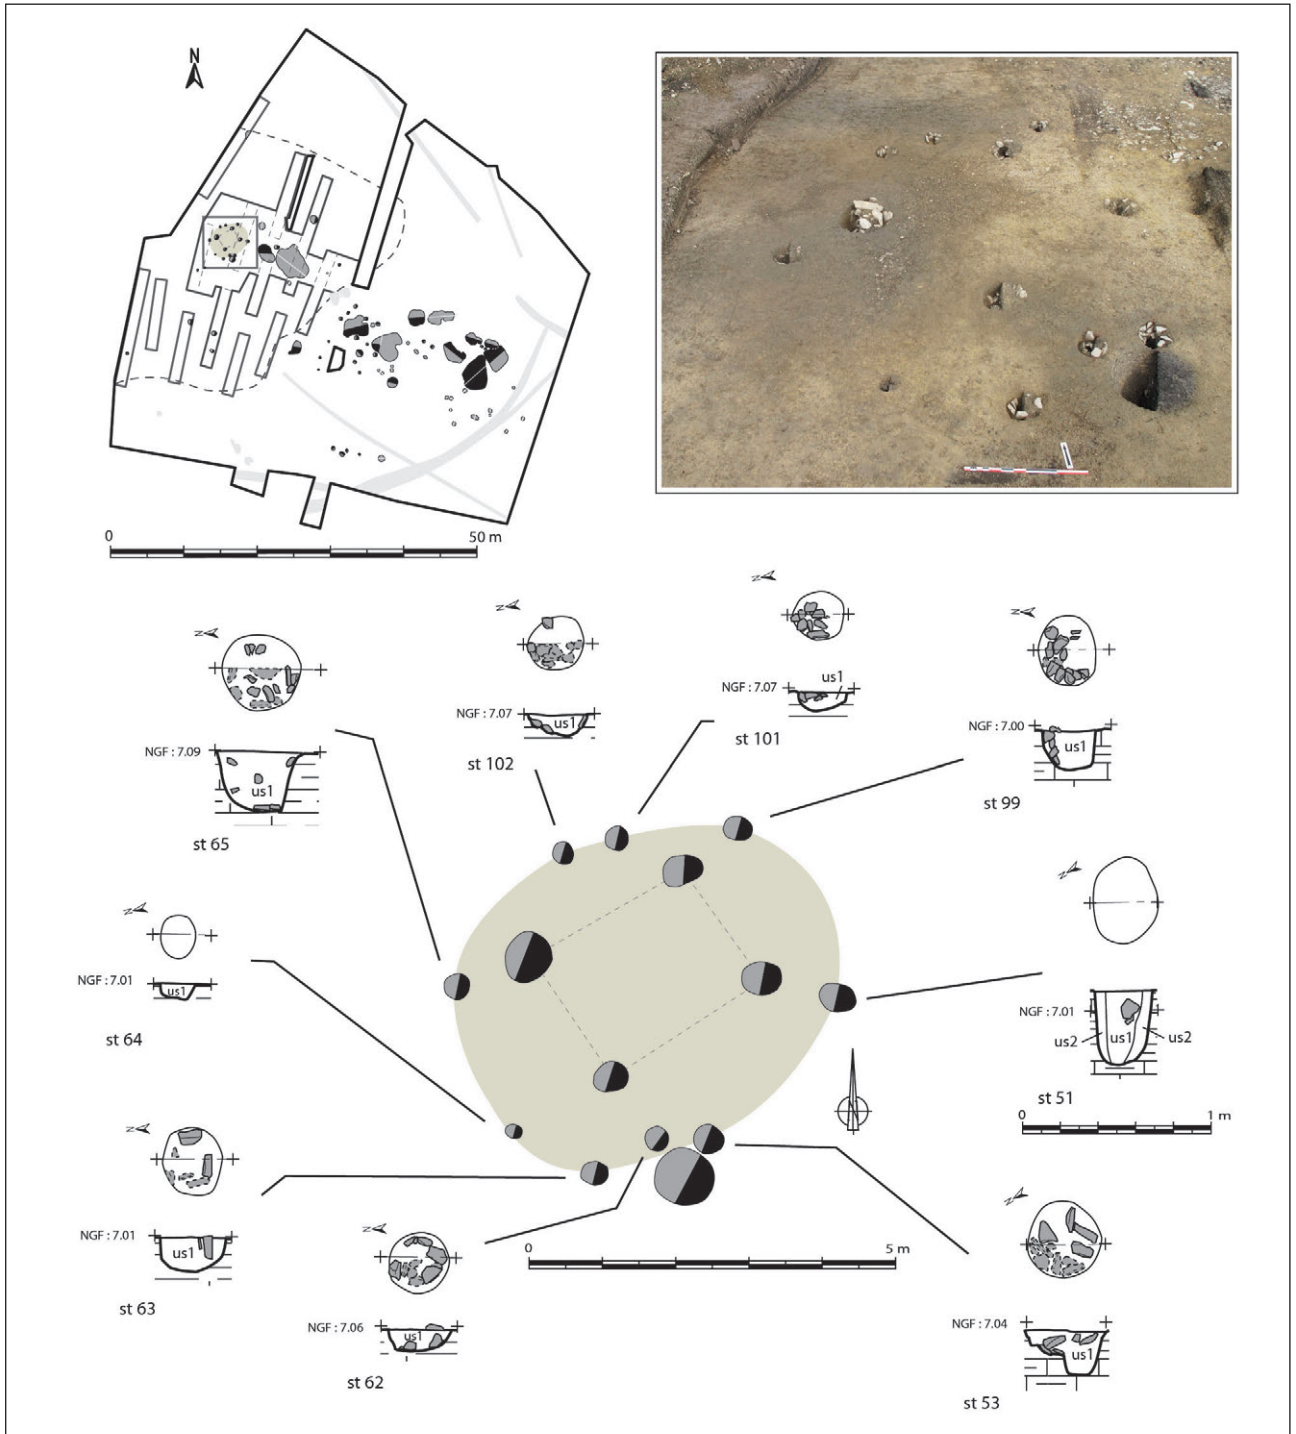 N
0 50 m
N
NGF : 7.07
us1
st 101
N
NGF : 7.07
us1
st 102
N
NGF : 7.00
us1
st 99
N
NGF : 7.09
us1
st 65
N
NGF : 7.01
us1
us2
us2
st 51
0 1 m
N
NGF : 7.01
us1
st 64
N
N
NGF : 7.01
us1
st 63
N
NGF : 7.06
us1
st 62
0 5 m
N
NGF : 7.04
us1
st 53